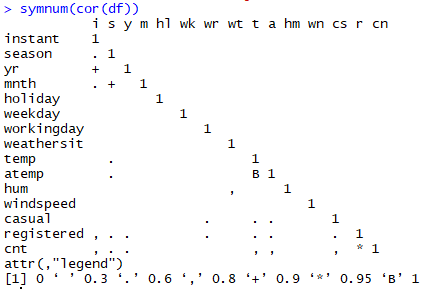 > symnum(cor(df))
           i s y m hl wk wr wt t a hm wn cs r cn
instant    1
season     . 1
yr         +   1
mnth       . +   1
holiday            1
weekday               1
workingday               1
weathersit                  1
temp         .                 1
atemp        .                 B 1
hum                         ,      1
windspeed                             1
casual                   .     . .       1
registered , . .         .     . .       .  1
cnt        , . .               , ,       ,  * 1
attr(,"legend")
[1] 0 ‘ ’ 0.3 ‘.’ 0.6 ‘,’ 0.8 ‘+’ 0.9 ‘*’ 0.95 ‘B’ 1